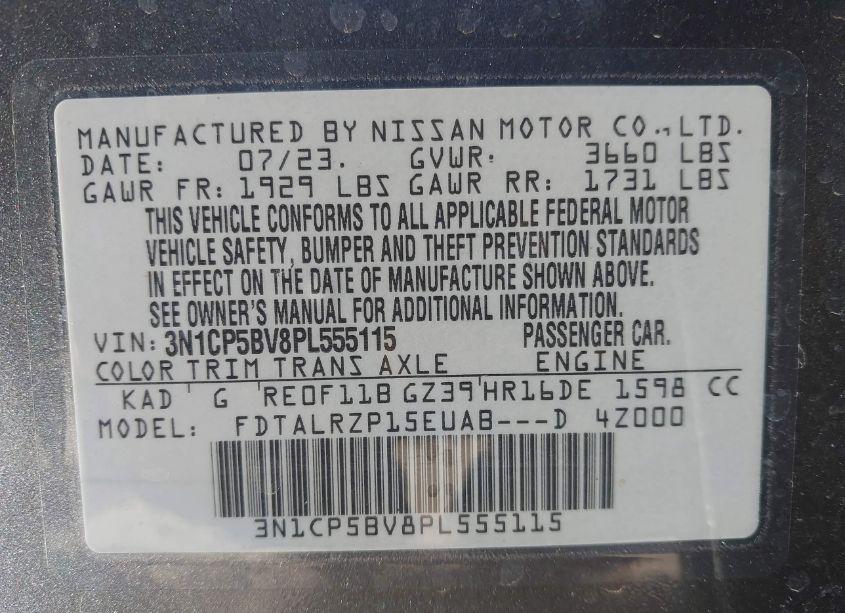 MANUFACTURED BY NISSAN MOTOR CO.,LTD.
DATE: 07/23. GVWR: 3660 LBS
GAWR FR: 1929 LBS GAWR RR: 1731 LBS
THIS VEHICLE CONFORMS TO ALL APPLICABLE FEDERAL MOTOR
VEHICLE SAFETY, BUMPER AND THEFT PREVENTION STANDARDS
IN EFFECT ON THE DATE OF MANUFACTURE SHOWN ABOVE.
SEE OWNER'S MANUAL FOR ADDITIONAL INFORMATION.
VIN: 3N1CP5BV8PL555115 PASSENGER CAR.
COLOR TRIM TRANS AXLE ENGINE
KAD G RE0F11B GZ39 HR16DE 1598 CC
MODEL: FDTALRZP15EUAB---D 4Z000
3N1CP5BV8PL555115